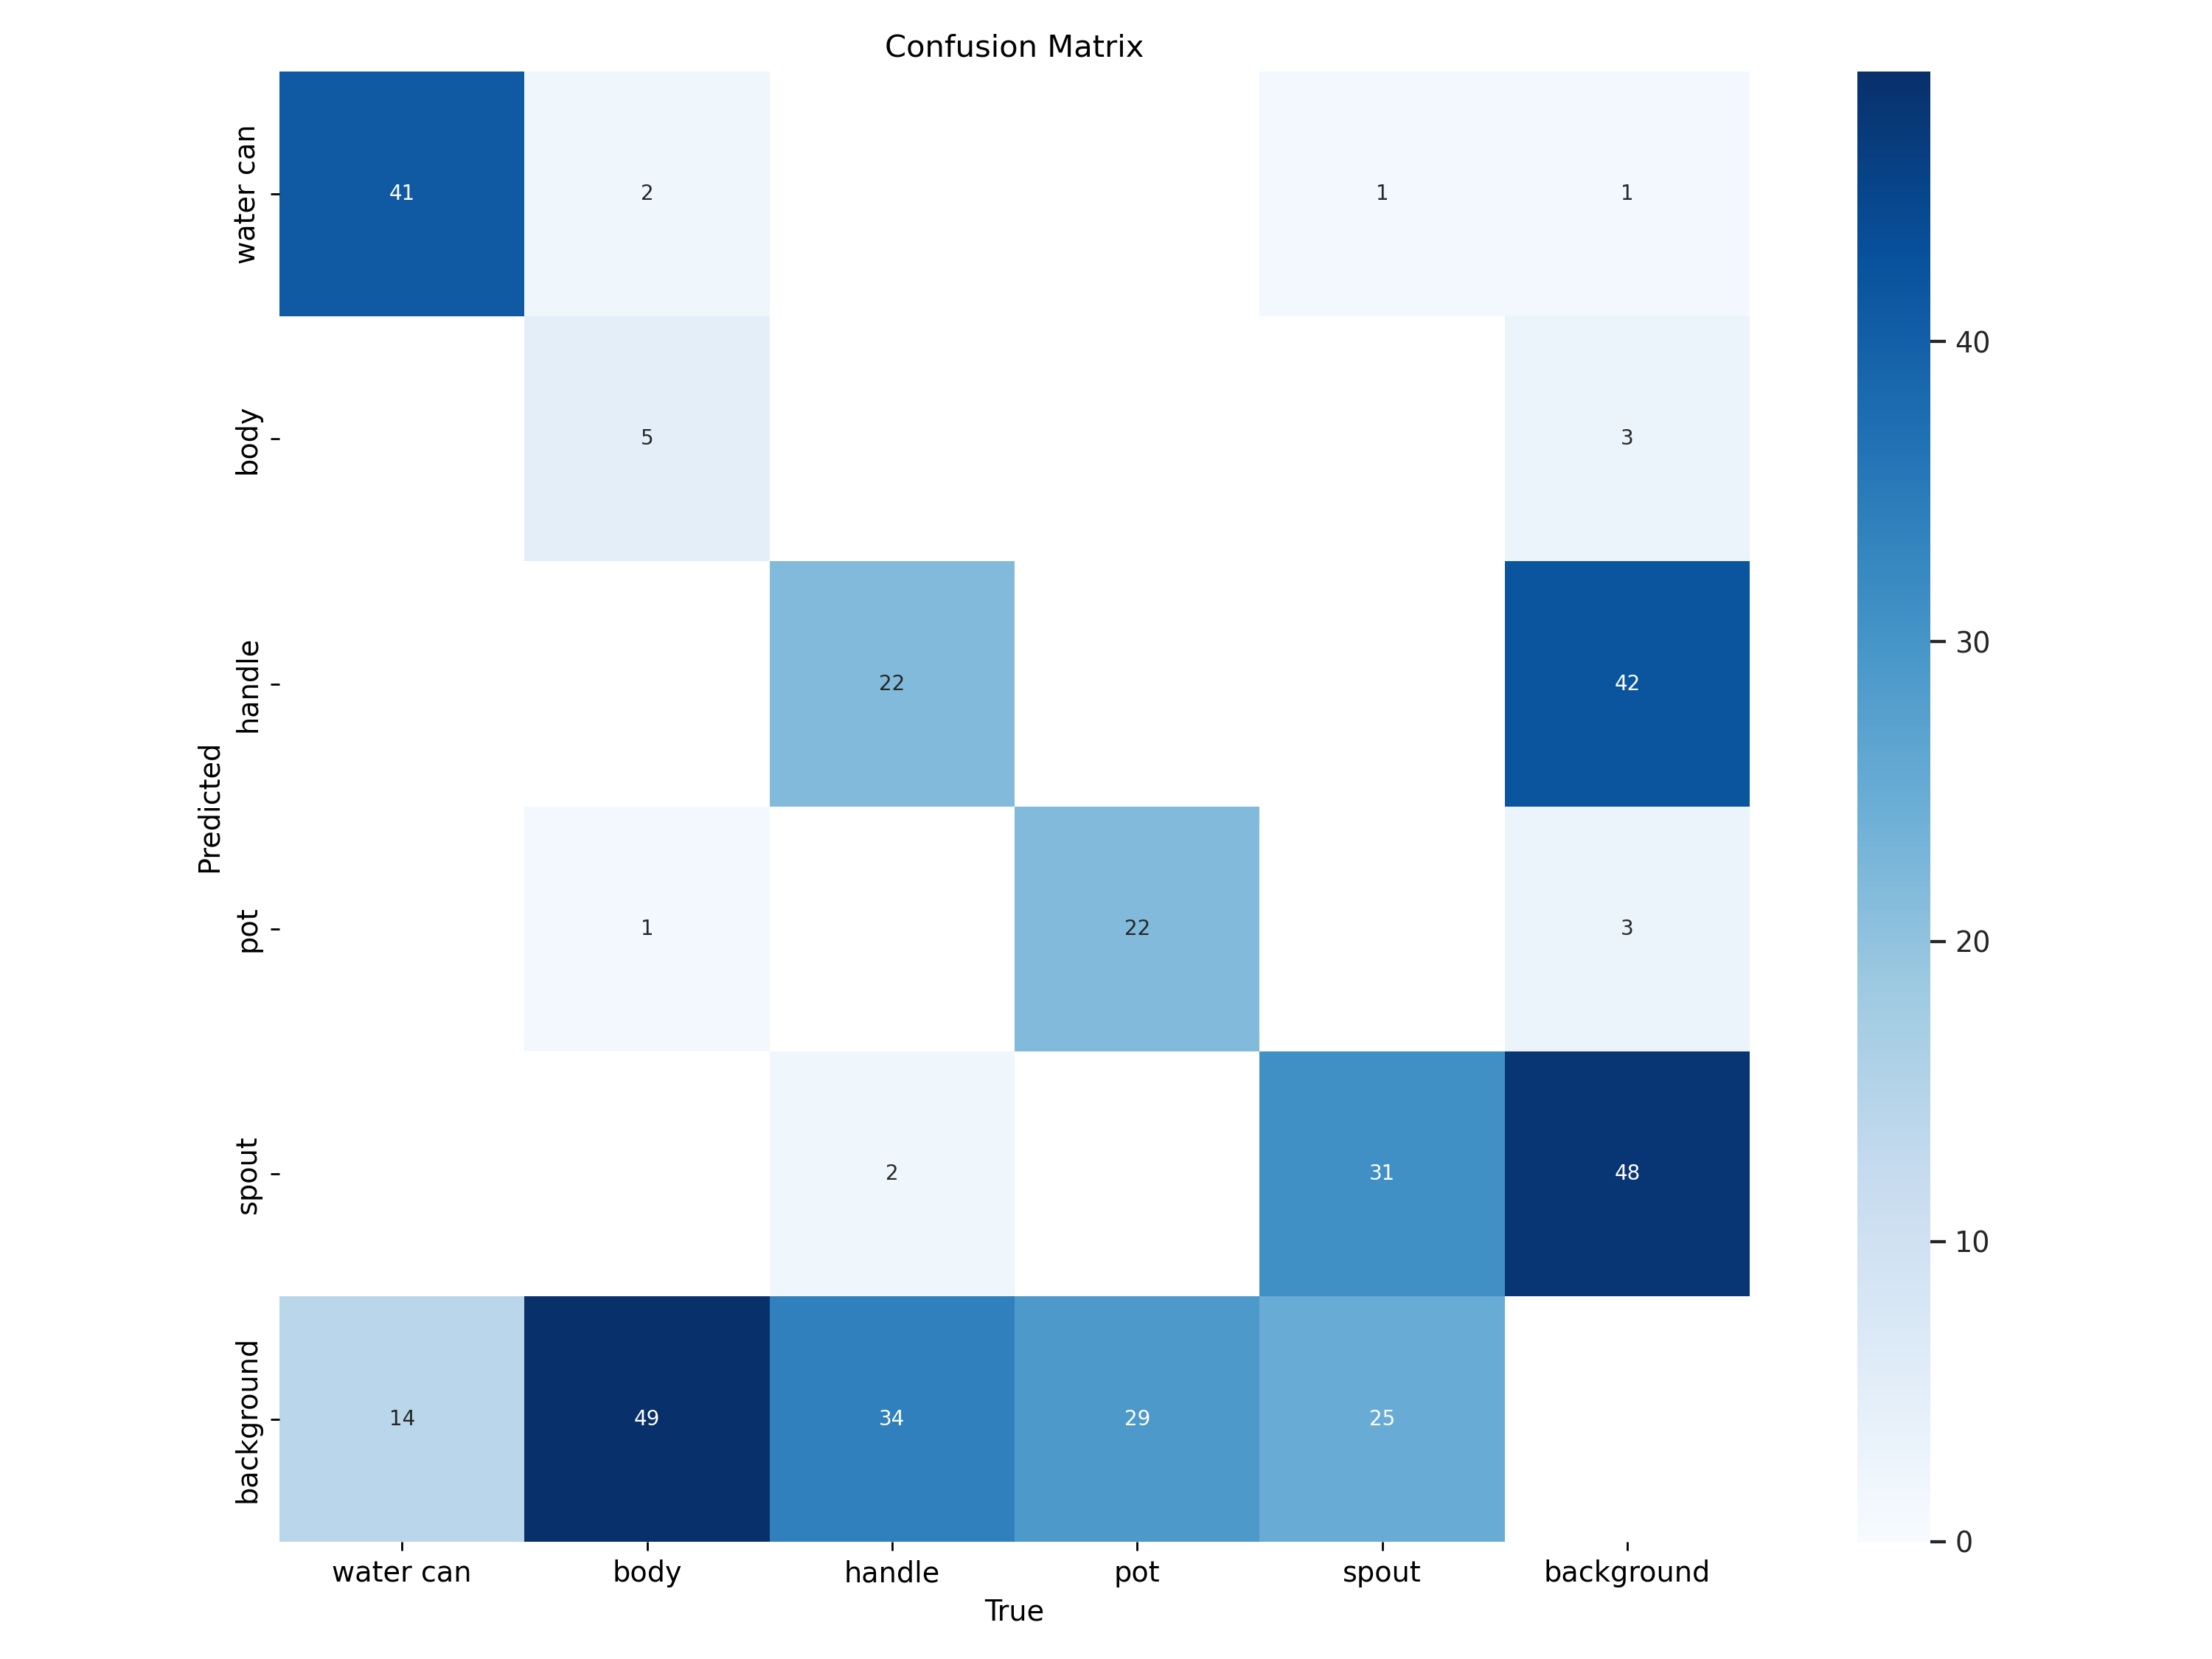 Confusion Matrix
water can
41
2
1
1
body
5
3
handle
22
42
pot
1
22
3
spout
2
31
48
background
14
49
34
29
25
Predicted
water can
body
handle
pot
spout
background
True
40
30
20
10
0